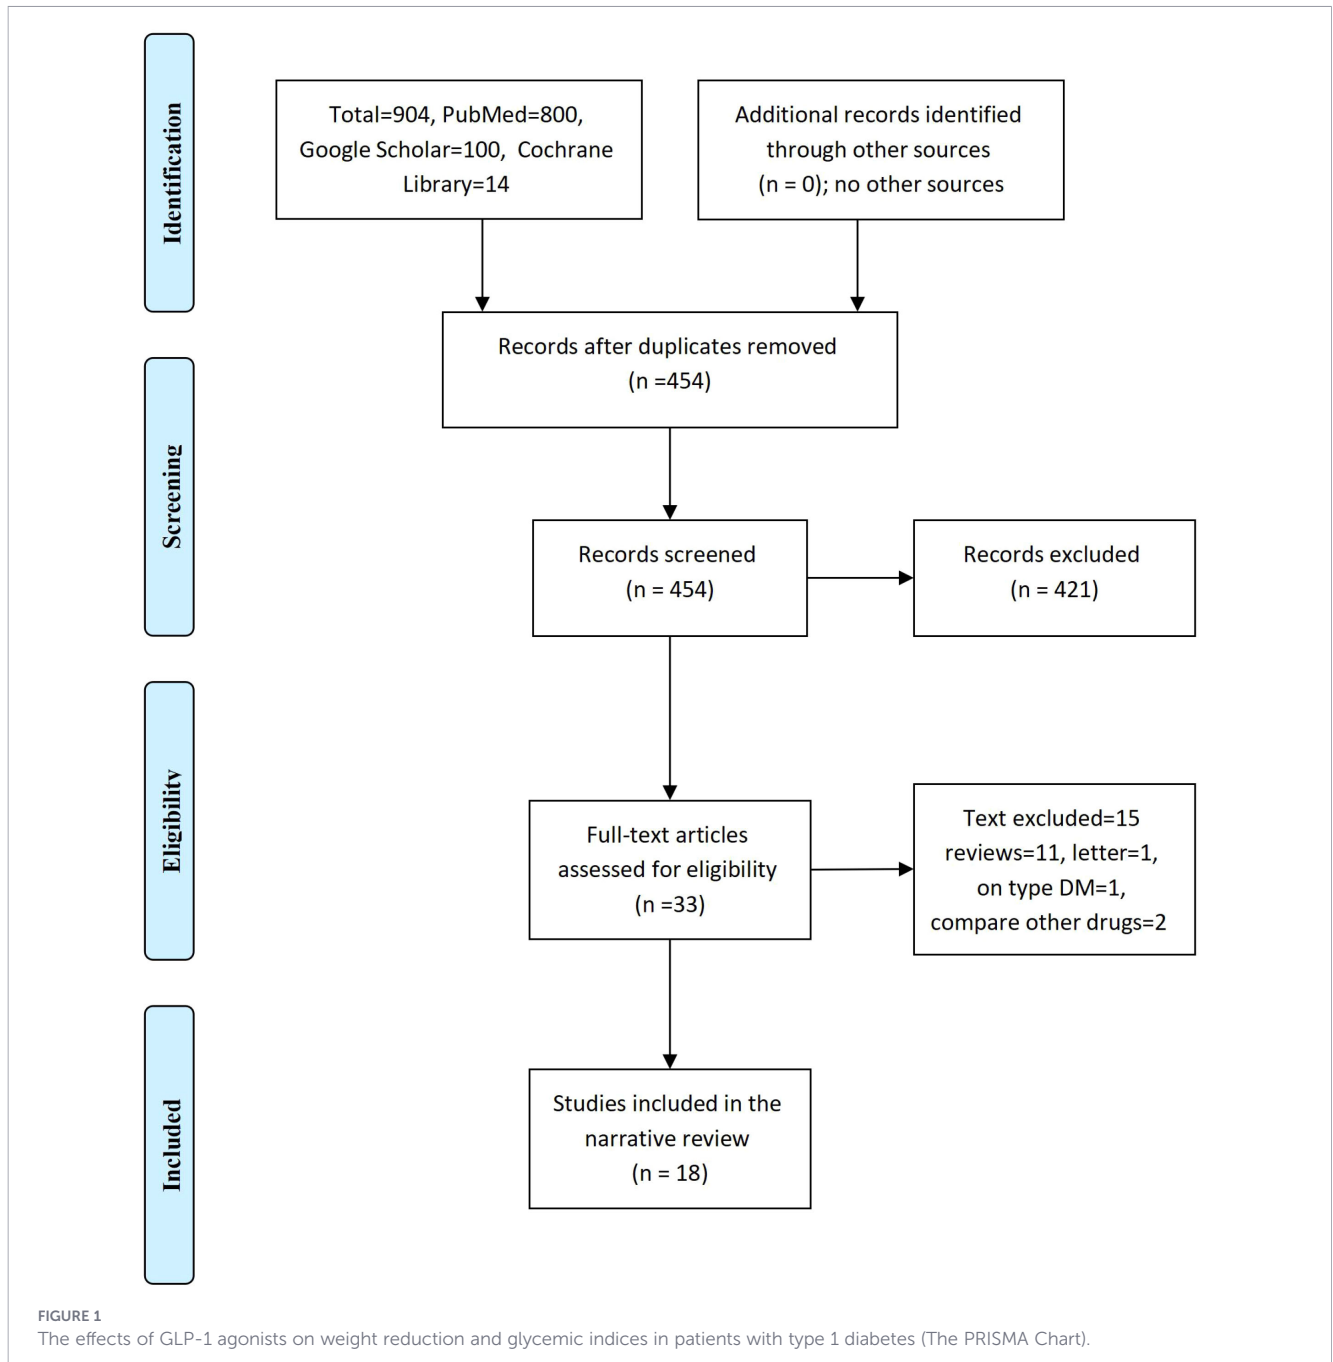 Identification
Total=904, PubMed=800,
Google Scholar=100, Cochrane
Library=14
Additional records identified
through other sources
(n = 0); no other sources
Records after duplicates removed
(n =454)
Screening
Records screened
(n = 454)
Records excluded
(n = 421)
Eligibility
Full-text articles
assessed for eligibility
(n =33)
Text excluded=15
reviews=11, letter=1,
on type DM=1,
compare other drugs=2
Included
Studies included in the
narrative review
(n = 18)
FIGURE 1
The effects of GLP-1 agonists on weight reduction and glycemic indices in patients with type 1 diabetes (The PRISMA Chart).